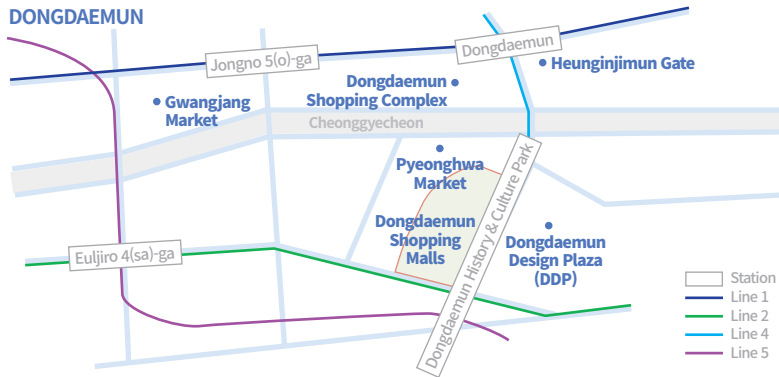 DONGDAEMUN
Jongno 5(o)-ga
Dongdaemun
Heunginjimun Gate
Gwangjang
Market
Dongdaemun
Shopping Complex
Cheonggyecheon
Pyeonghwa
Market
Dongdaemun
Shopping
Malls
Dongdaemun History & Culture Park
Dongdaemun
Design Plaza
(DDP)
Euljiro 4(sa)-ga
Station
Line 1
Line 2
Line 4
Line 5